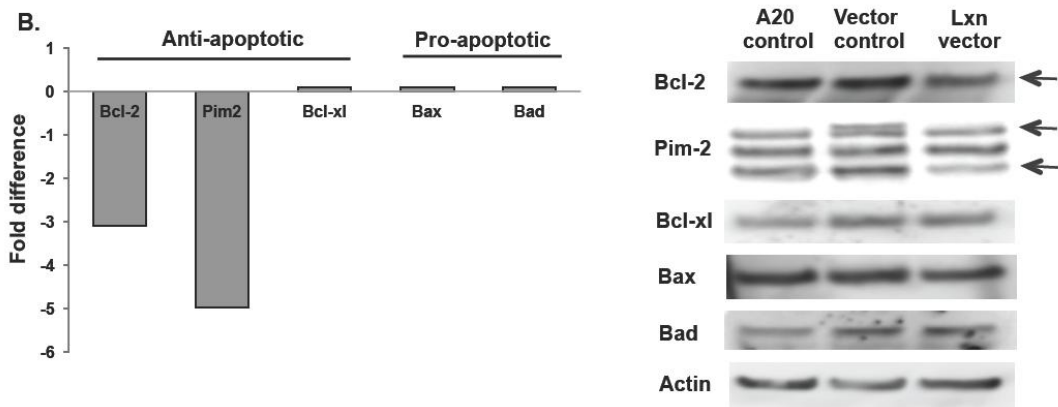 B.
Anti-apoptotic
Pro-apoptotic
Fold difference
1
0
-1
-2
-3
-4
-5
-6
Bcl-2
Pim2
Bcl-xl
Bax
Bad
A20 control
Vector control
Lxn vector
Bcl-2
Pim-2
Bcl-xl
Bax
Bad
Actin